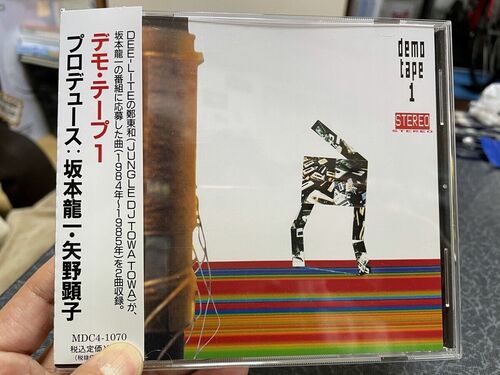 デモ・テープ1
プロデュース:坂本龍一・矢野顕子
DEE-LITEの鄭東和(JUNGLE DJ TOWA TOWA)が、
坂本龍一の番組に応募した曲(1984年〜1985年)を2曲収録。
MDC4-1070
税込定価
(税抜
demo
tape
1
STEREO
STEREO